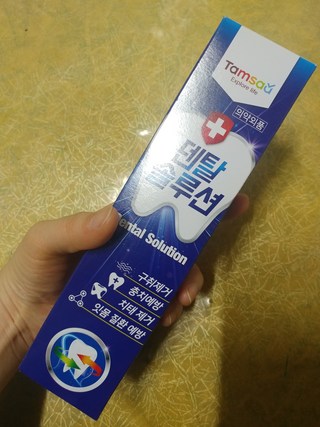 Tamsaa
Explore life
의약외품
덴탈
솔루션
Dental Solution
구취제거
충치예방
치태 제거
잇몸 질환 예방